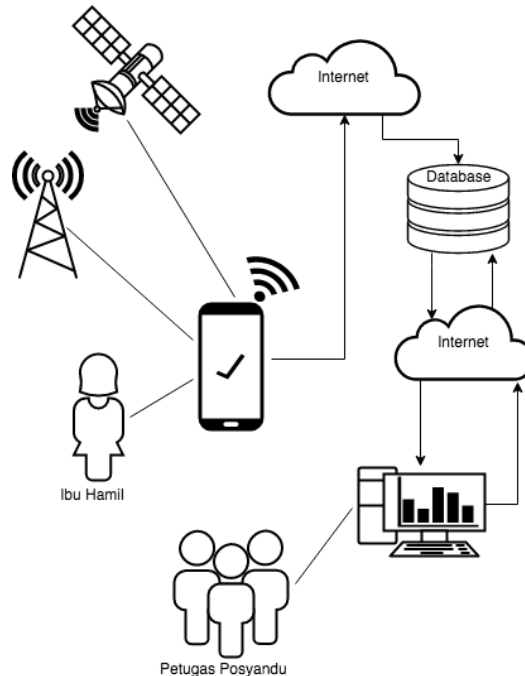 Internet
Database
Internet
Ibu Hamil
Petugas Posyandu